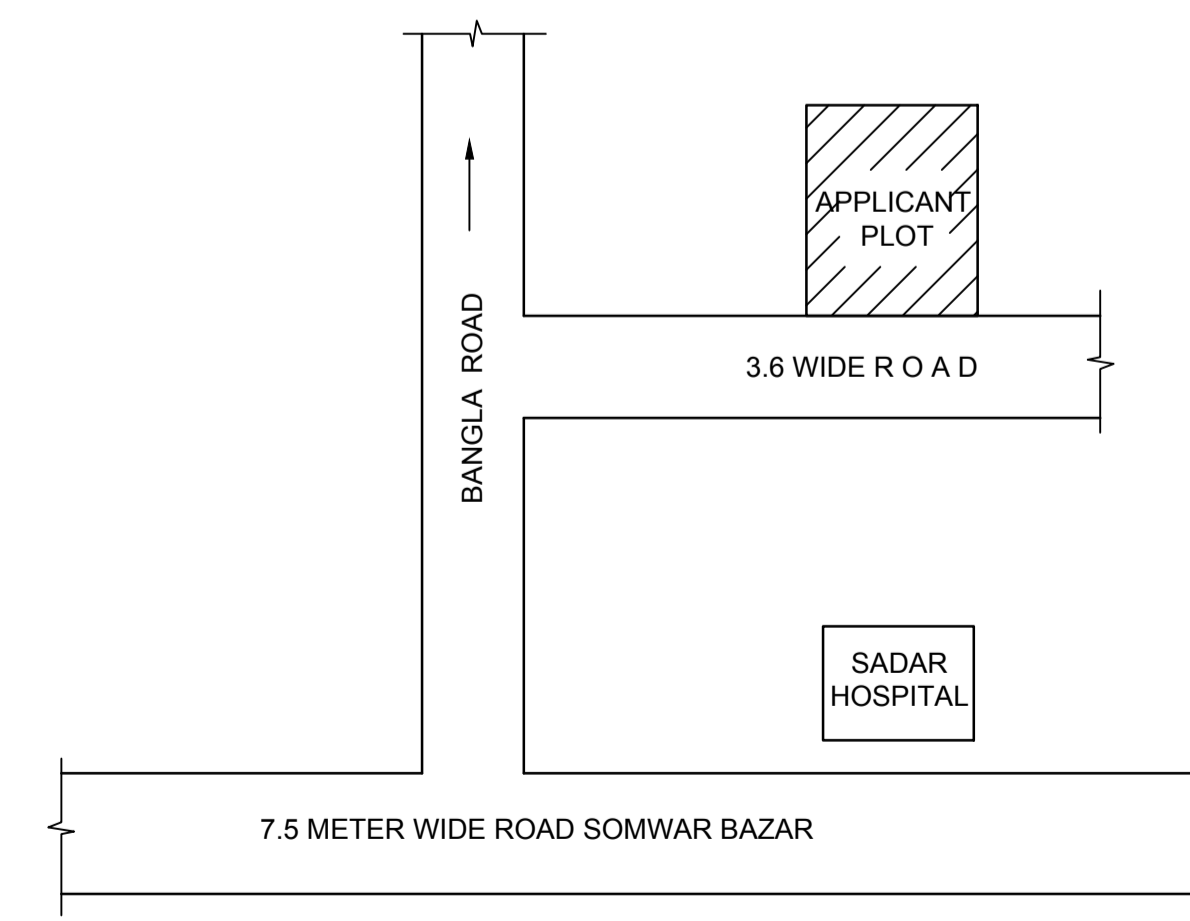 APPLICANT
PLOT
BANGLA ROAD
3.6 WIDE R O A D
SADAR
HOSPITAL
7.5 METER WIDE ROAD SOMWAR BAZAR